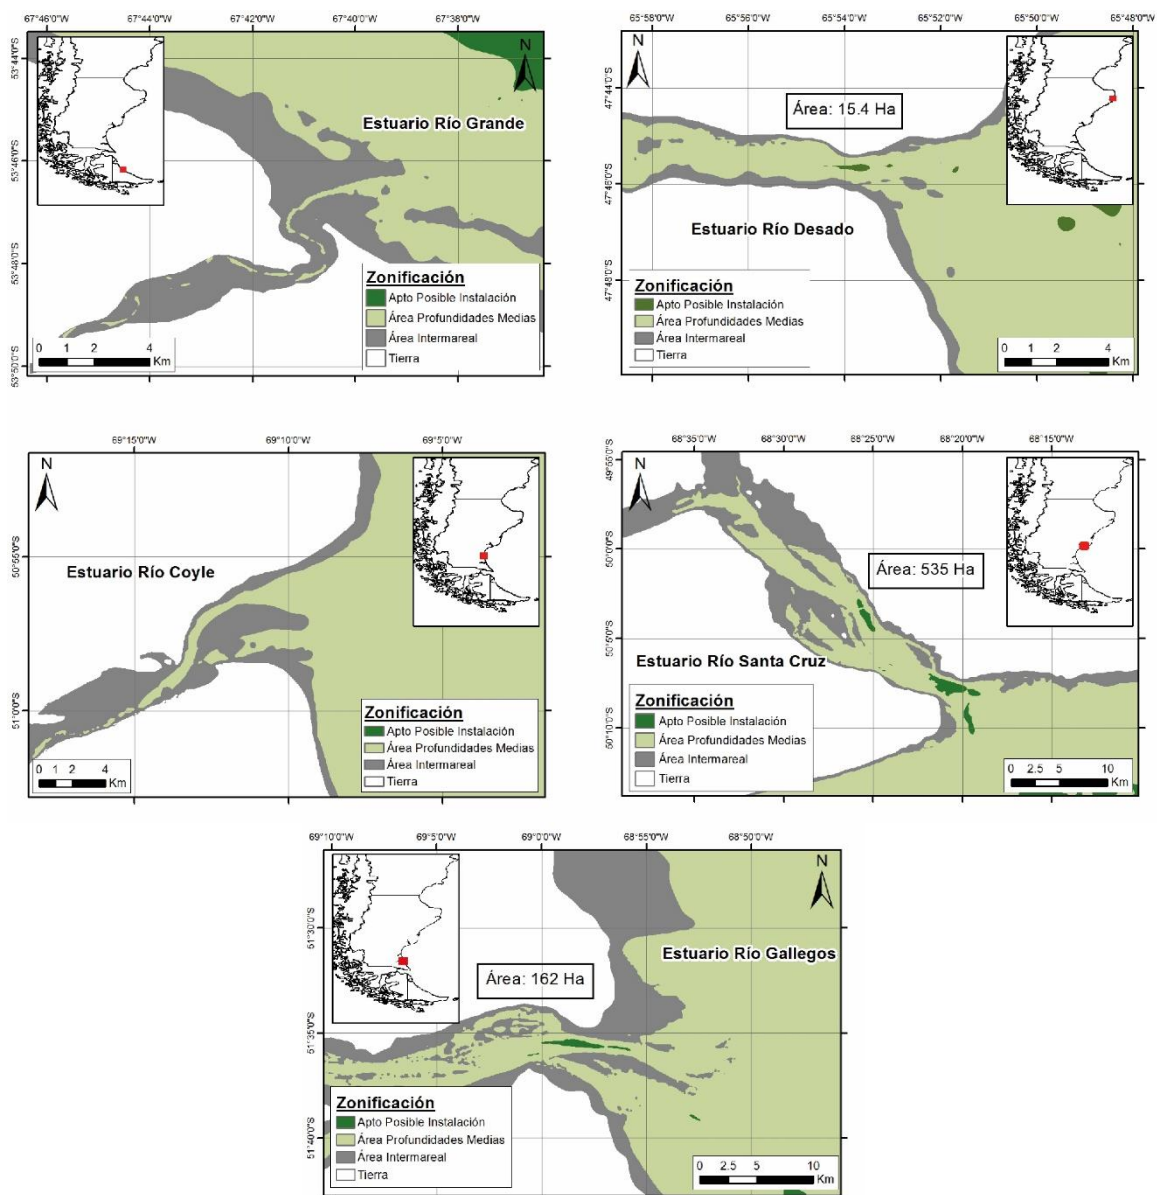 67°46'0"W 67°44'0"W 67°42'0"W 67°40'0"W 67°38'0"W
53°44'0"S
53°46'0"S
53°48'0"S
53°50'0"S
N
Estuario Río Grande
Zonificación
Apto Posible Instalación
Área Profundidades Medias
Área Intermareal
Tierra
0 1 2 4
Km
65°58'0"W 65°56'0"W 65°54'0"W 65°52'0"W 65°50'0"W 65°48'0"W
47°44'0"S
47°46'0"S
47°48'0"S
N
Área: 15.4 Ha
Estuario Río Desado
Zonificación
Apto Posible Instalación
Área Profundidades Medias
Área Intermareal
Tierra
0 1 2 4
Km
69°15'0"W 69°10'0"W 69°5'0"W
50°56'0"S
51°0'0"S
N
Estuario Río Coyle
Zonificación
Apto Posible Instalación
Área Profundidades Medias
Área Intermareal
Tierra
0 1 2 4
Km
68°35'0"W 68°30'0"W 68°25'0"W 68°20'0"W 68°15'0"W
49°55'0"S
50°0'0"S
50°5'0"S
50°10'0"S
N
Área: 535 Ha
Estuario Río Santa Cruz
Zonificación
Apto Posible Instalación
Área Profundidades Medias
Área Intermareal
Tierra
0 2.5 5 10
Km
69°10'0"W 69°5'0"W 69°0'0"W 68°55'0"W 68°50'0"W
51°30'0"S
51°35'0"S
51°40'0"S
N
Estuario Río Gallegos
Área: 162 Ha
Zonificación
Apto Posible Instalación
Área Profundidades Medias
Área Intermareal
Tierra
0 2.5 5 10
Km